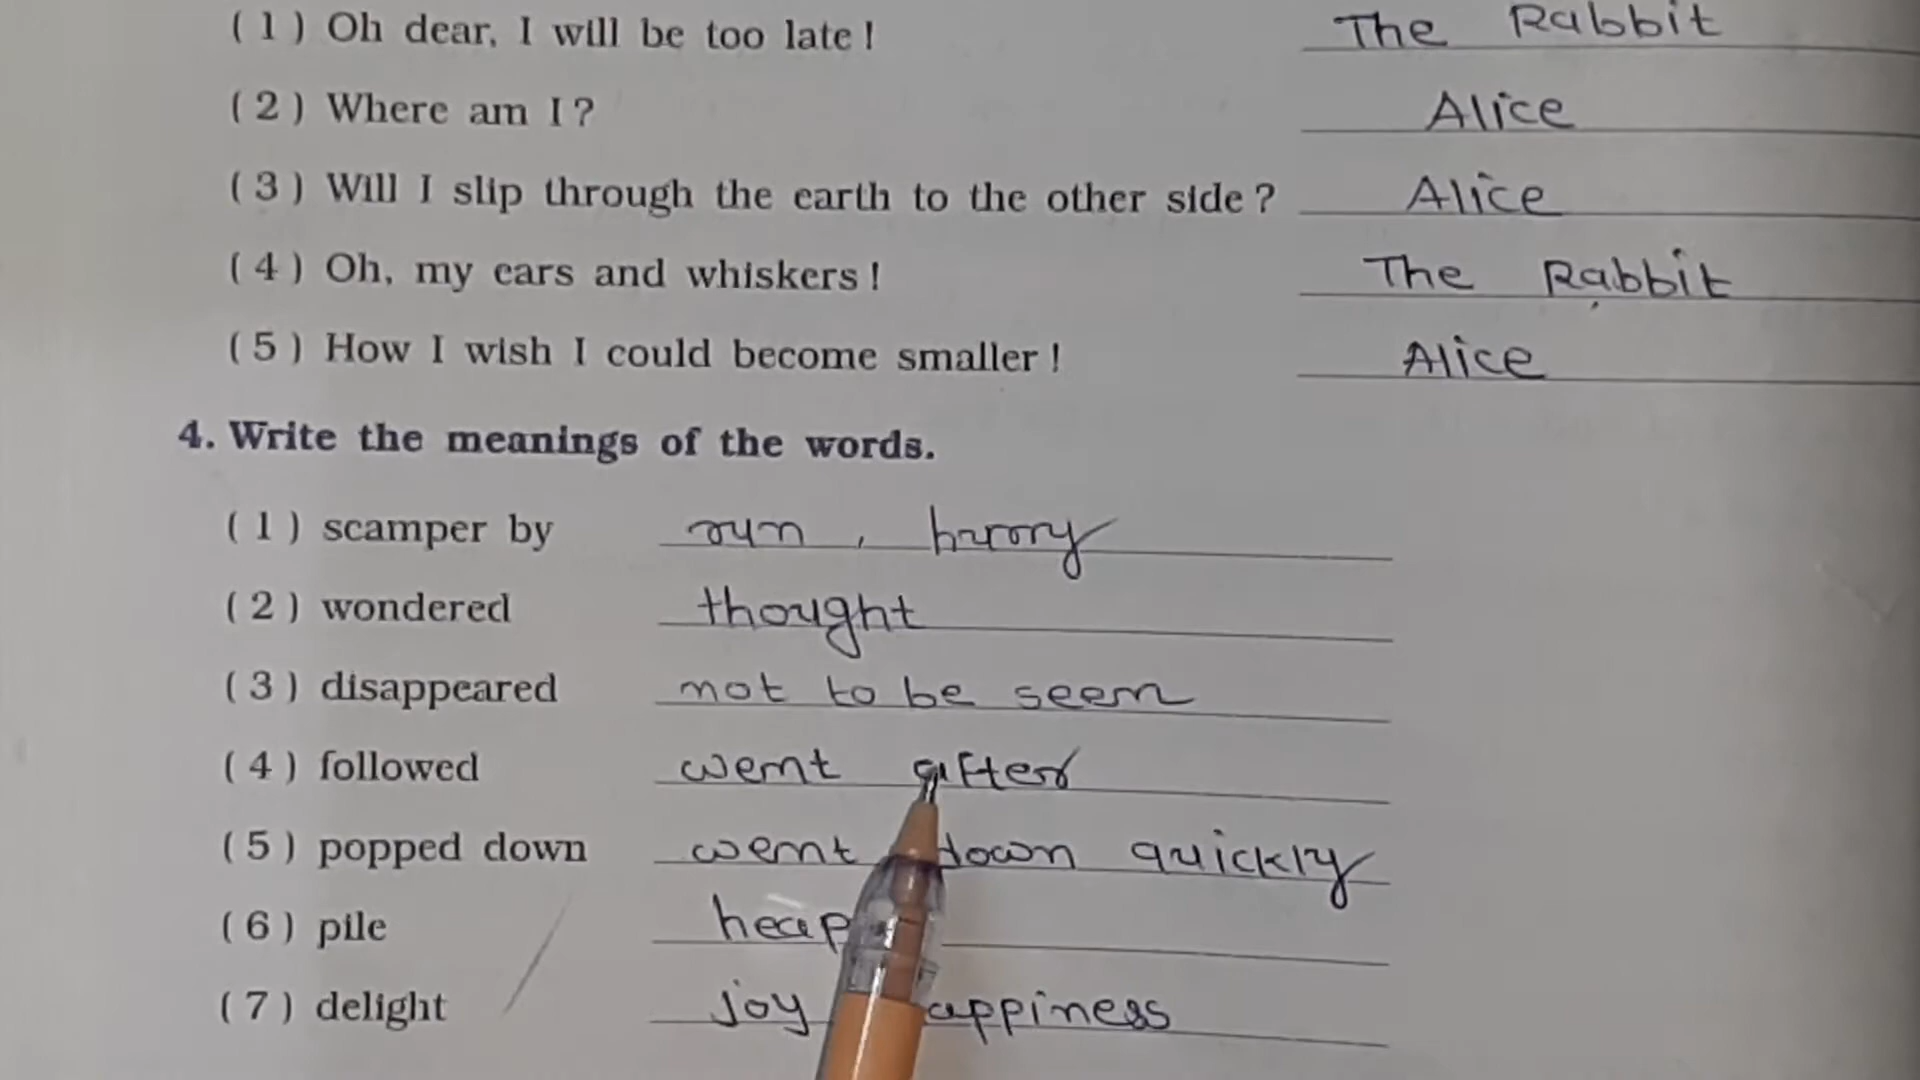 (1) Oh dear, I will be too late! The Rabbit
(2) Where am I? Alice
(3) Will I slip through the earth to the other side? Alice
(4) Oh, my ears and whiskers! The Rabbit
(5) How I wish I could become smaller! Alice
4. Write the meanings of the words.
(1) scamper by run,
(2) wondered thought
(3) disappeared not to be seen
(4) followed went after
(5) popped down went down quickly
(6) pile heap
(7) delight joy appiness